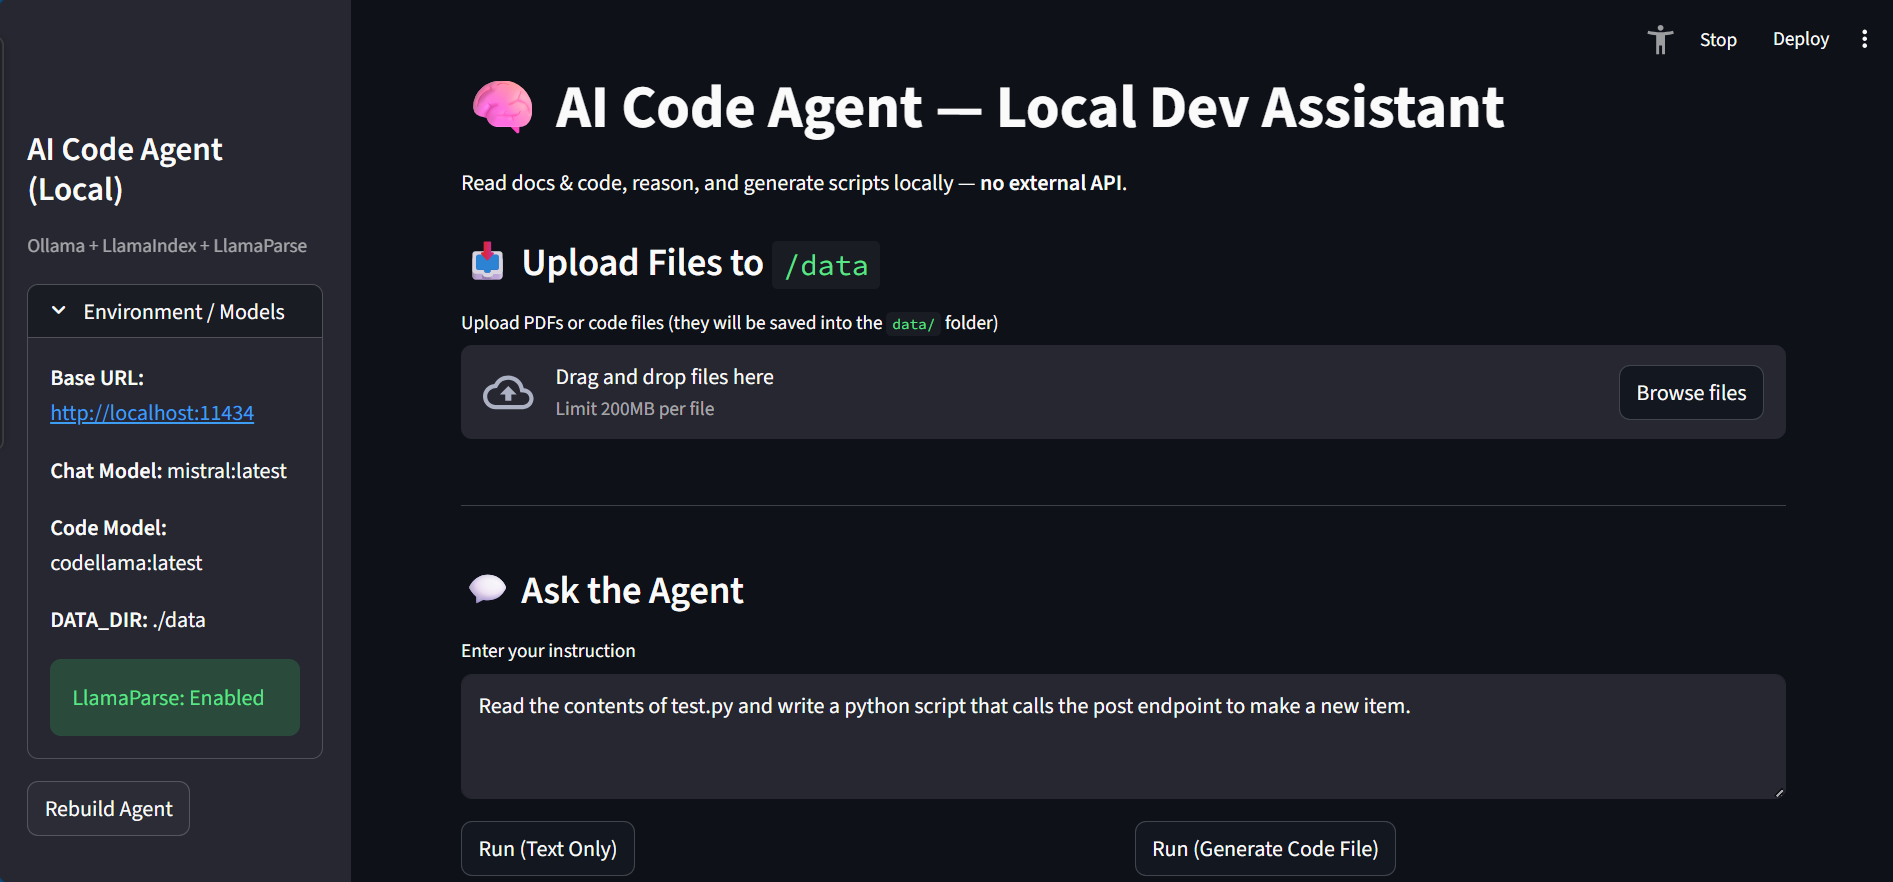 Stop
Deploy
AI Code Agent
(Local)
Ollama + LlamaIndex + LlamaParse
Environment / Models
Base URL:
http://localhost:11434
Chat Model: mistral:latest
Code Model:
codellama:latest
DATA_DIR: ./data
LlamaParse: Enabled
Rebuild Agent
AI Code Agent — Local Dev Assistant
Read docs & code, reason, and generate scripts locally — no external API.
Upload Files to /data
Upload PDFs or code files (they will be saved into the data/ folder)
Drag and drop files here
Limit 200MB per file
Browse files
Ask the Agent
Enter your instruction
Read the contents of test.py and write a python script that calls the post endpoint to make a new item.
Run (Text Only)
Run (Generate Code File)